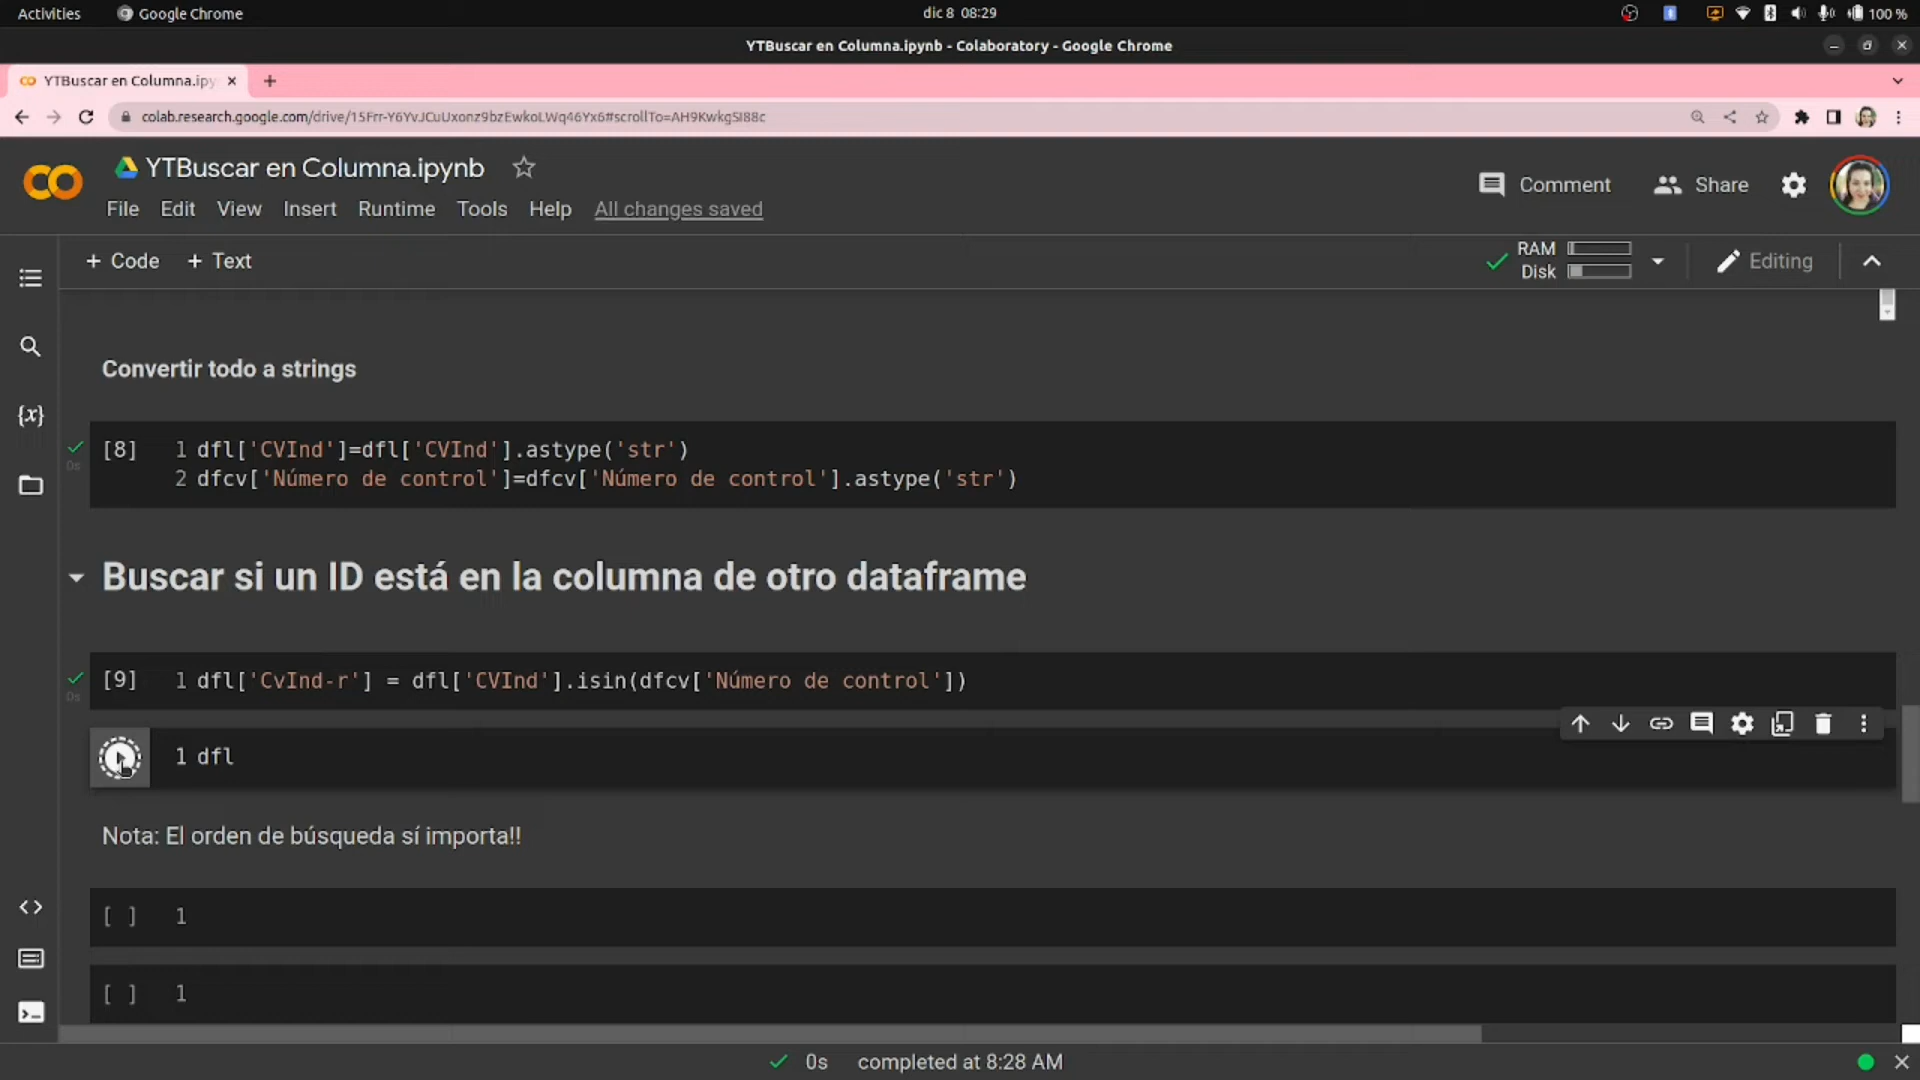 Activities
Google Chrome
dic 8 08:29
100 %
YTBuscar en Columna.ipynb - Colaboratory - Google Chrome
YTBuscar en Columna.ipy
colab.research.google.com/drive/15Frr-Y6YvJCuUxonz9bzEwkoLWq46Yx6#scrollTo=AH9KwkgSI88c
YTBuscar en Columna.ipynb
Comment
Share
File Edit View Insert Runtime Tools Help All changes saved
+ Code + Text
RAM
Disk
Editing
Convertir todo a strings
[8] 1 dfl['CVInd']=dfl['CVInd'].astype('str')
0s
2 dfcv['Número de control']=dfcv['Número de control'].astype('str')
Buscar si un ID está en la columna de otro dataframe
[9] 1 dfl['CvInd-r'] = dfl['CVInd'].isin(dfcv['Número de control'])
0s
1 dfl
Nota: El orden de búsqueda sí importa!!
[ ] 1
[ ] 1
0s completed at 8:28 AM